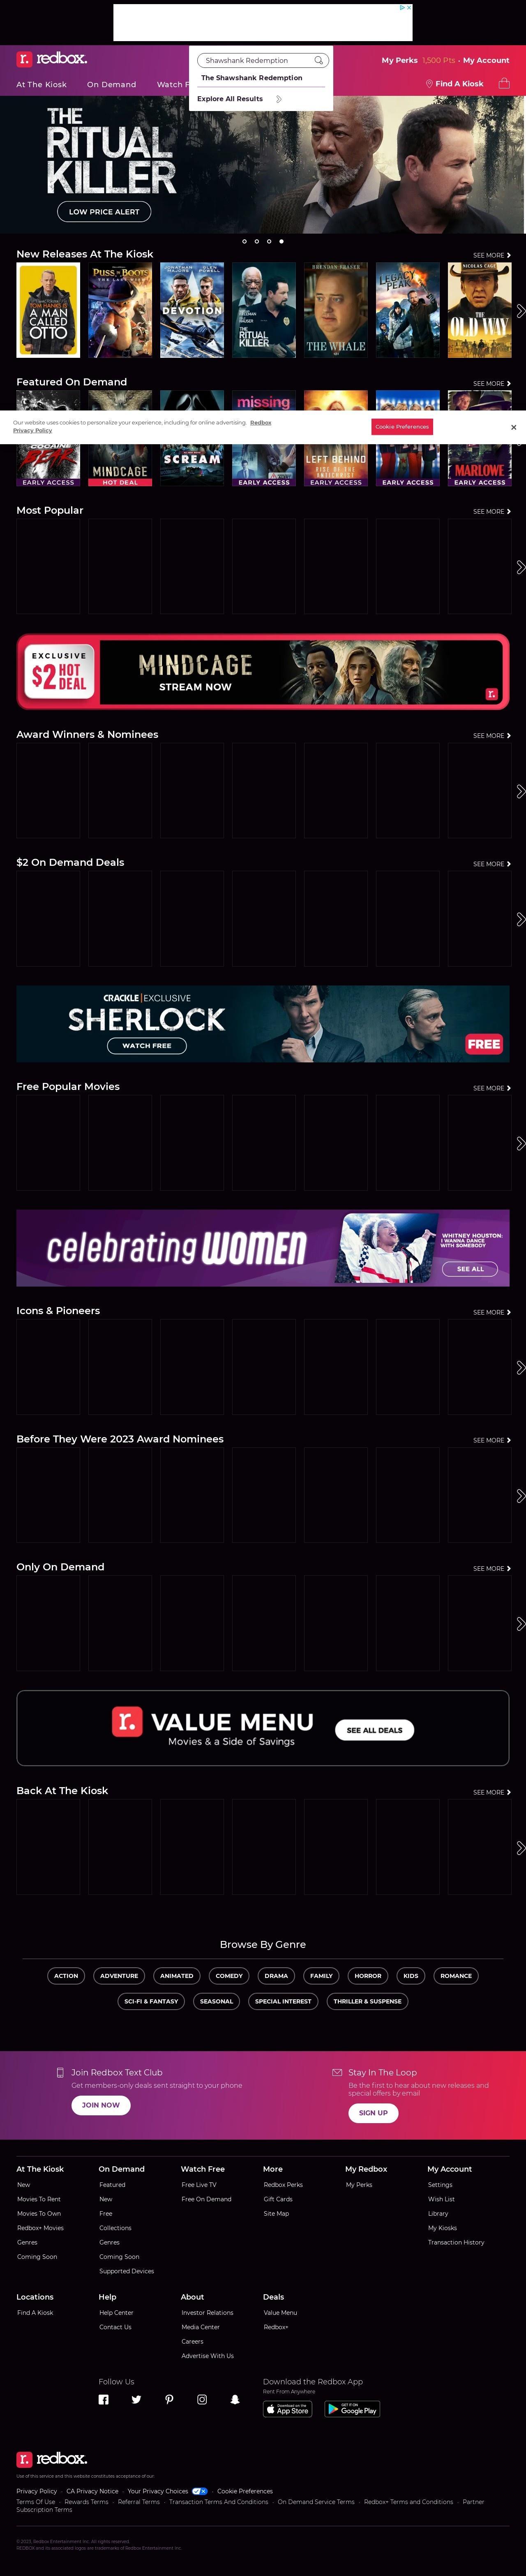 redbox.
Shawshank Redemption
The Shawshank Redemption
Explore All Results
My Perks 1,500 Pts • My Account
At The Kiosk
On Demand
Watch F
Find A Kiosk
THE RITUAL KILLER
LOW PRICE ALERT
New Releases At The Kiosk
SEE MORE
TOM HANKS IS
A MAN CALLED OTTO
PUSS IN BOOTS
THE LAST WISH
JONATHAN MAJORS
GLEN POWELL
DEVOTION
THE RITUAL KILLER
BRENDAN FRASER
THE WHALE
LEGACY PEAK
NICOLAS CAGE
THE OLD WAY
Featured On Demand
SEE MORE
missing
Our website uses cookies to personalize your experience, including for online advertising. Redbox
Privacy Policy
Cookie Preferences
COCAINE BEAR
EARLY ACCESS
MINDCAGE
HOT DEAL
SCREAM
EARLY ACCESS
LEFT BEHIND
RISE OF THE ANTICHRIST
EARLY ACCESS
EARLY ACCESS
MARLOWE
EARLY ACCESS
Most Popular
SEE MORE
EXCLUSIVE
$2 HOT DEAL
MINDCAGE
STREAM NOW
r.
Award Winners & Nominees
SEE MORE
$2 On Demand Deals
SEE MORE
CRACKLE | EXCLUSIVE
SHERLOCK
WATCH FREE
FREE
Free Popular Movies
SEE MORE
celebrating WOMEN
WHITNEY HOUSTON:
I WANNA DANCE
WITH SOMEBODY
SEE ALL
Icons & Pioneers
SEE MORE
Before They Were 2023 Award Nominees
SEE MORE
Only On Demand
SEE MORE
r. VALUE MENU
Movies & a Side of Savings
SEE ALL DEALS
Back At The Kiosk
SEE MORE
Browse By Genre
ACTION
ADVENTURE
ANIMATED
COMEDY
DRAMA
FAMILY
HORROR
KIDS
ROMANCE
SCI-FI & FANTASY
SEASONAL
SPECIAL INTEREST
THRILLER & SUSPENSE
Join Redbox Text Club
Get members-only deals sent straight to your phone
JOIN NOW
Stay In The Loop
Be the first to hear about new releases and
special offers by email
SIGN UP
At The Kiosk
New
Movies To Rent
Movies To Own
Redbox+ Movies
Genres
Coming Soon
On Demand
Featured
New
Free
Collections
Genres
Coming Soon
Supported Devices
Watch Free
Free Live TV
Free On Demand
More
Redbox Perks
Gift Cards
Site Map
My Redbox
My Perks
My Account
Settings
Wish List
Library
My Kiosks
Transaction History
Locations
Find A Kiosk
Help
Help Center
Contact Us
About
Investor Relations
Media Center
Careers
Advertise With Us
Deals
Value Menu
Redbox+
Follow Us
Download the Redbox App
Rent From Anywhere
Download on the App Store
GET IT ON Google Play
redbox.
Use of this service and this website constitutes acceptance of our:
Privacy Policy · CA Privacy Notice · Your Privacy Choices · Cookie Preferences
Terms Of Use · Rewards Terms · Referral Terms · Transaction Terms And Conditions · On Demand Service Terms · Redbox+ Terms and Conditions · Partner
Subscription Terms
© 2023, Redbox Entertainment Inc. All rights reserved.
REDBOX and its associated logos are trademarks of Redbox Entertainment Inc.